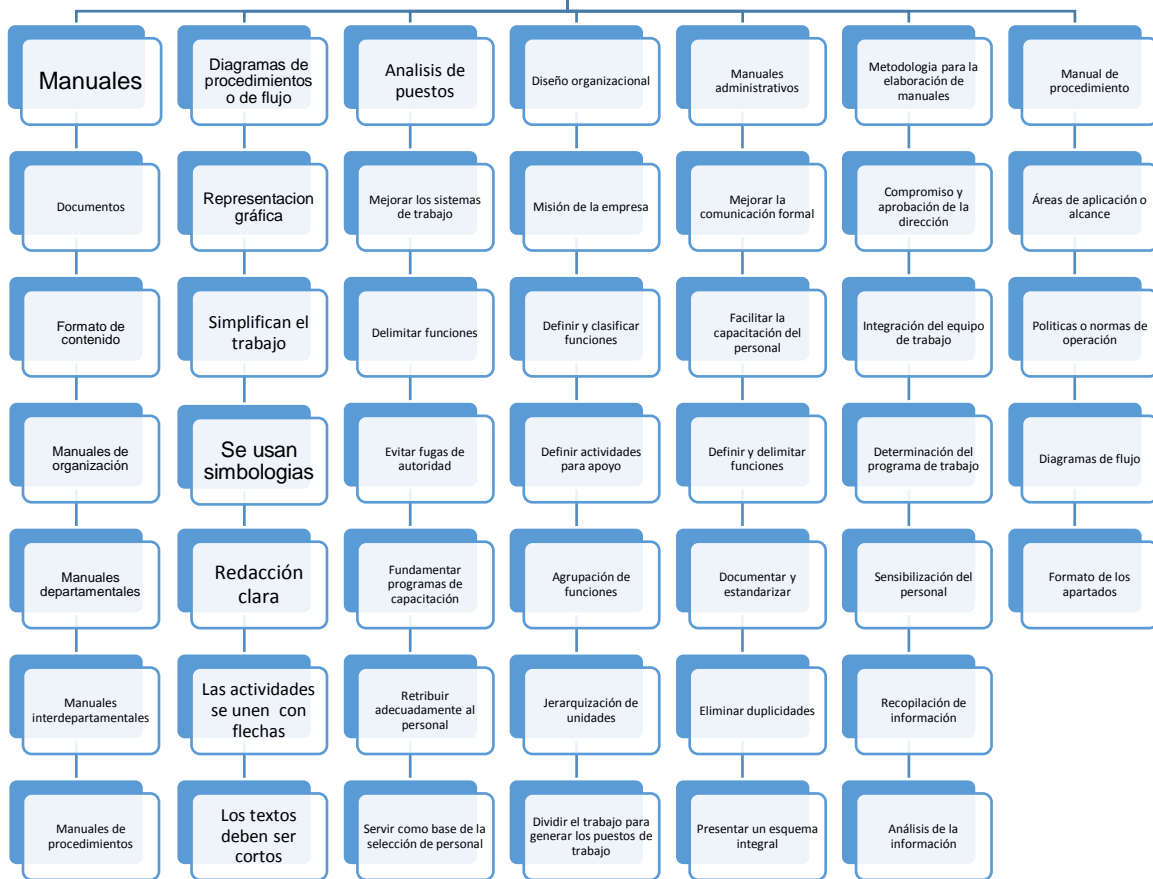 Manuales
Diagramas de
procedimientos
o de flujo
Analisis de
puestos
Diseño organizacional
Manuales
administrativos
Metodologia para la
elaboración de
manuales
Manual de
procedimiento
Documentos
Representacion
gráfica
Mejorar los sistemas
de trabajo
Misión de la empresa
Mejorar la
comunicación formal
Compromiso y
aprobación de la
dirección
Áreas de aplicación o
alcance
Formato de
contenido
Simplifican el
trabajo
Delimitar funciones
Definir y clasificar
funciones
Facilitar la
capacitación del
personal
Integración del equipo
de trabajo
Politicas o normas de
operación
Manuales de
organización
Se usan
simbologias
Evitar fugas de
autoridad
Definir actividades
para apoyo
Definir y delimitar
funciones
Determinación del
programa de trabajo
Diagramas de flujo
Manuales
departamentales
Redacción
clara
Fundamentar
programas de
capacitación
Agrupación de
funciones
Documentar y
estandarizar
Sensibilización del
personal
Formato de los
apartados
Manuales
interdepartamentales
Las actividades
se unen con
flechas
Retribuir
adecuadamente al
personal
Jerarquización de
unidades
Eliminar duplicidades
Recopilación de
información
Manuales de
procedimientos
Los textos
deben ser
cortos
Servir como base de la
selección de personal
Dividir el trabajo para
generar los puestos de
trabajo
Presentar un esquema
integral
Análisis de la
información